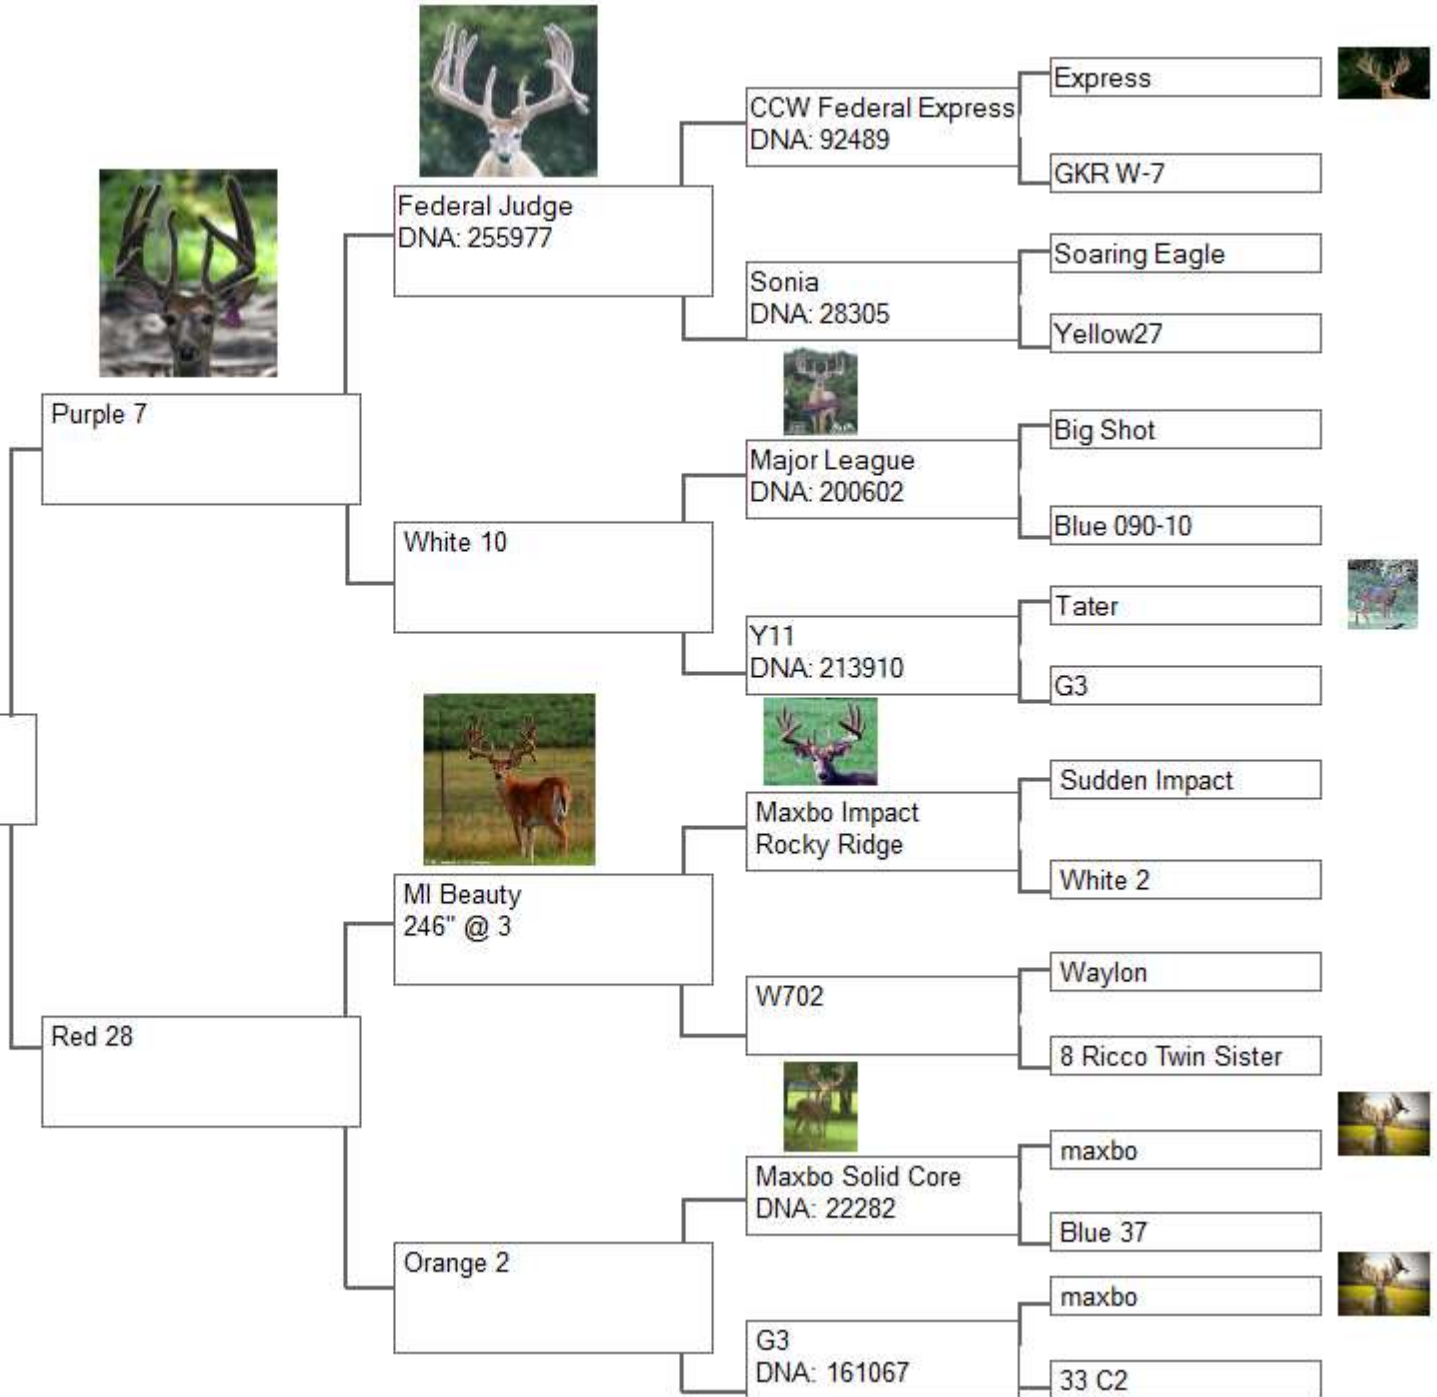 Express
CCW Federal Express
DNA: 92489
GKR W-7
Federal Judge
DNA: 255977
Soaring Eagle
Sonia
DNA: 28305
Yellow27
Purple 7
Big Shot
Major League
DNA: 200602
Blue 090-10
White 10
Tater
Y11
DNA: 213910
G3
Sudden Impact
Maxbo Impact
Rocky Ridge
White 2
MI Beauty
246" @ 3
Waylon
W702
8 Ricco Twin Sister
Red 28
maxbo
Maxbo Solid Core
DNA: 22282
Blue 37
Orange 2
maxbo
G3
DNA: 161067
33 C2